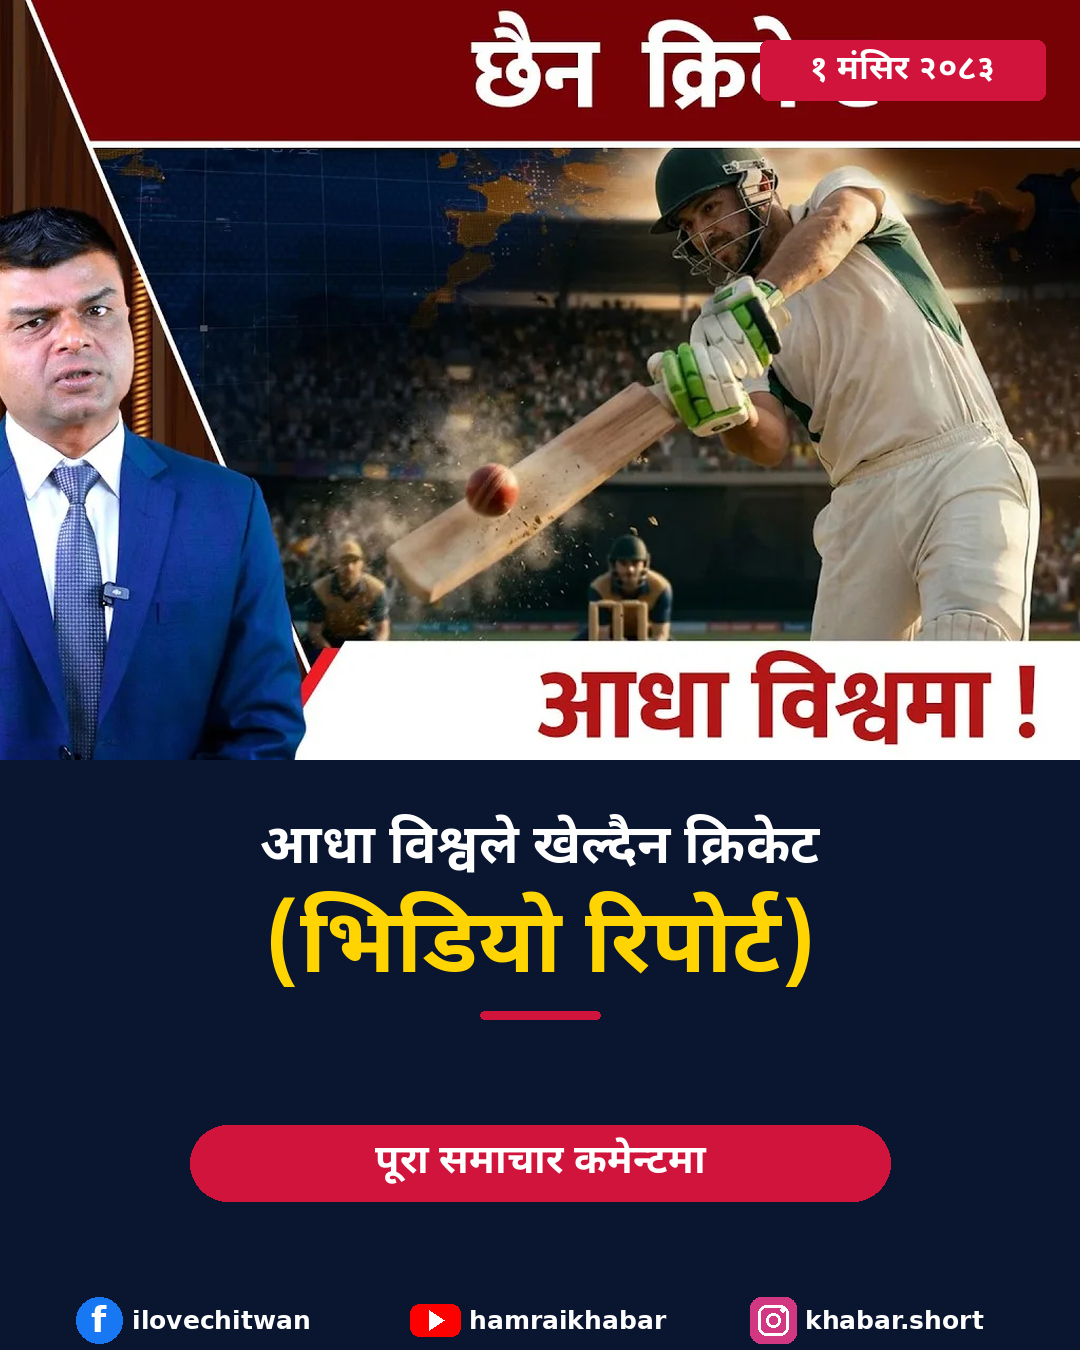 छैन
१ मंसिर २०८३
आधा विश्वमा !
आधा विश्वले खेल्दैन क्रिकेट
(भिडियो रिपोर्ट)
पूरा समाचार कमेन्टमा
ilovechitwan
hamraikhabar
khabar.short